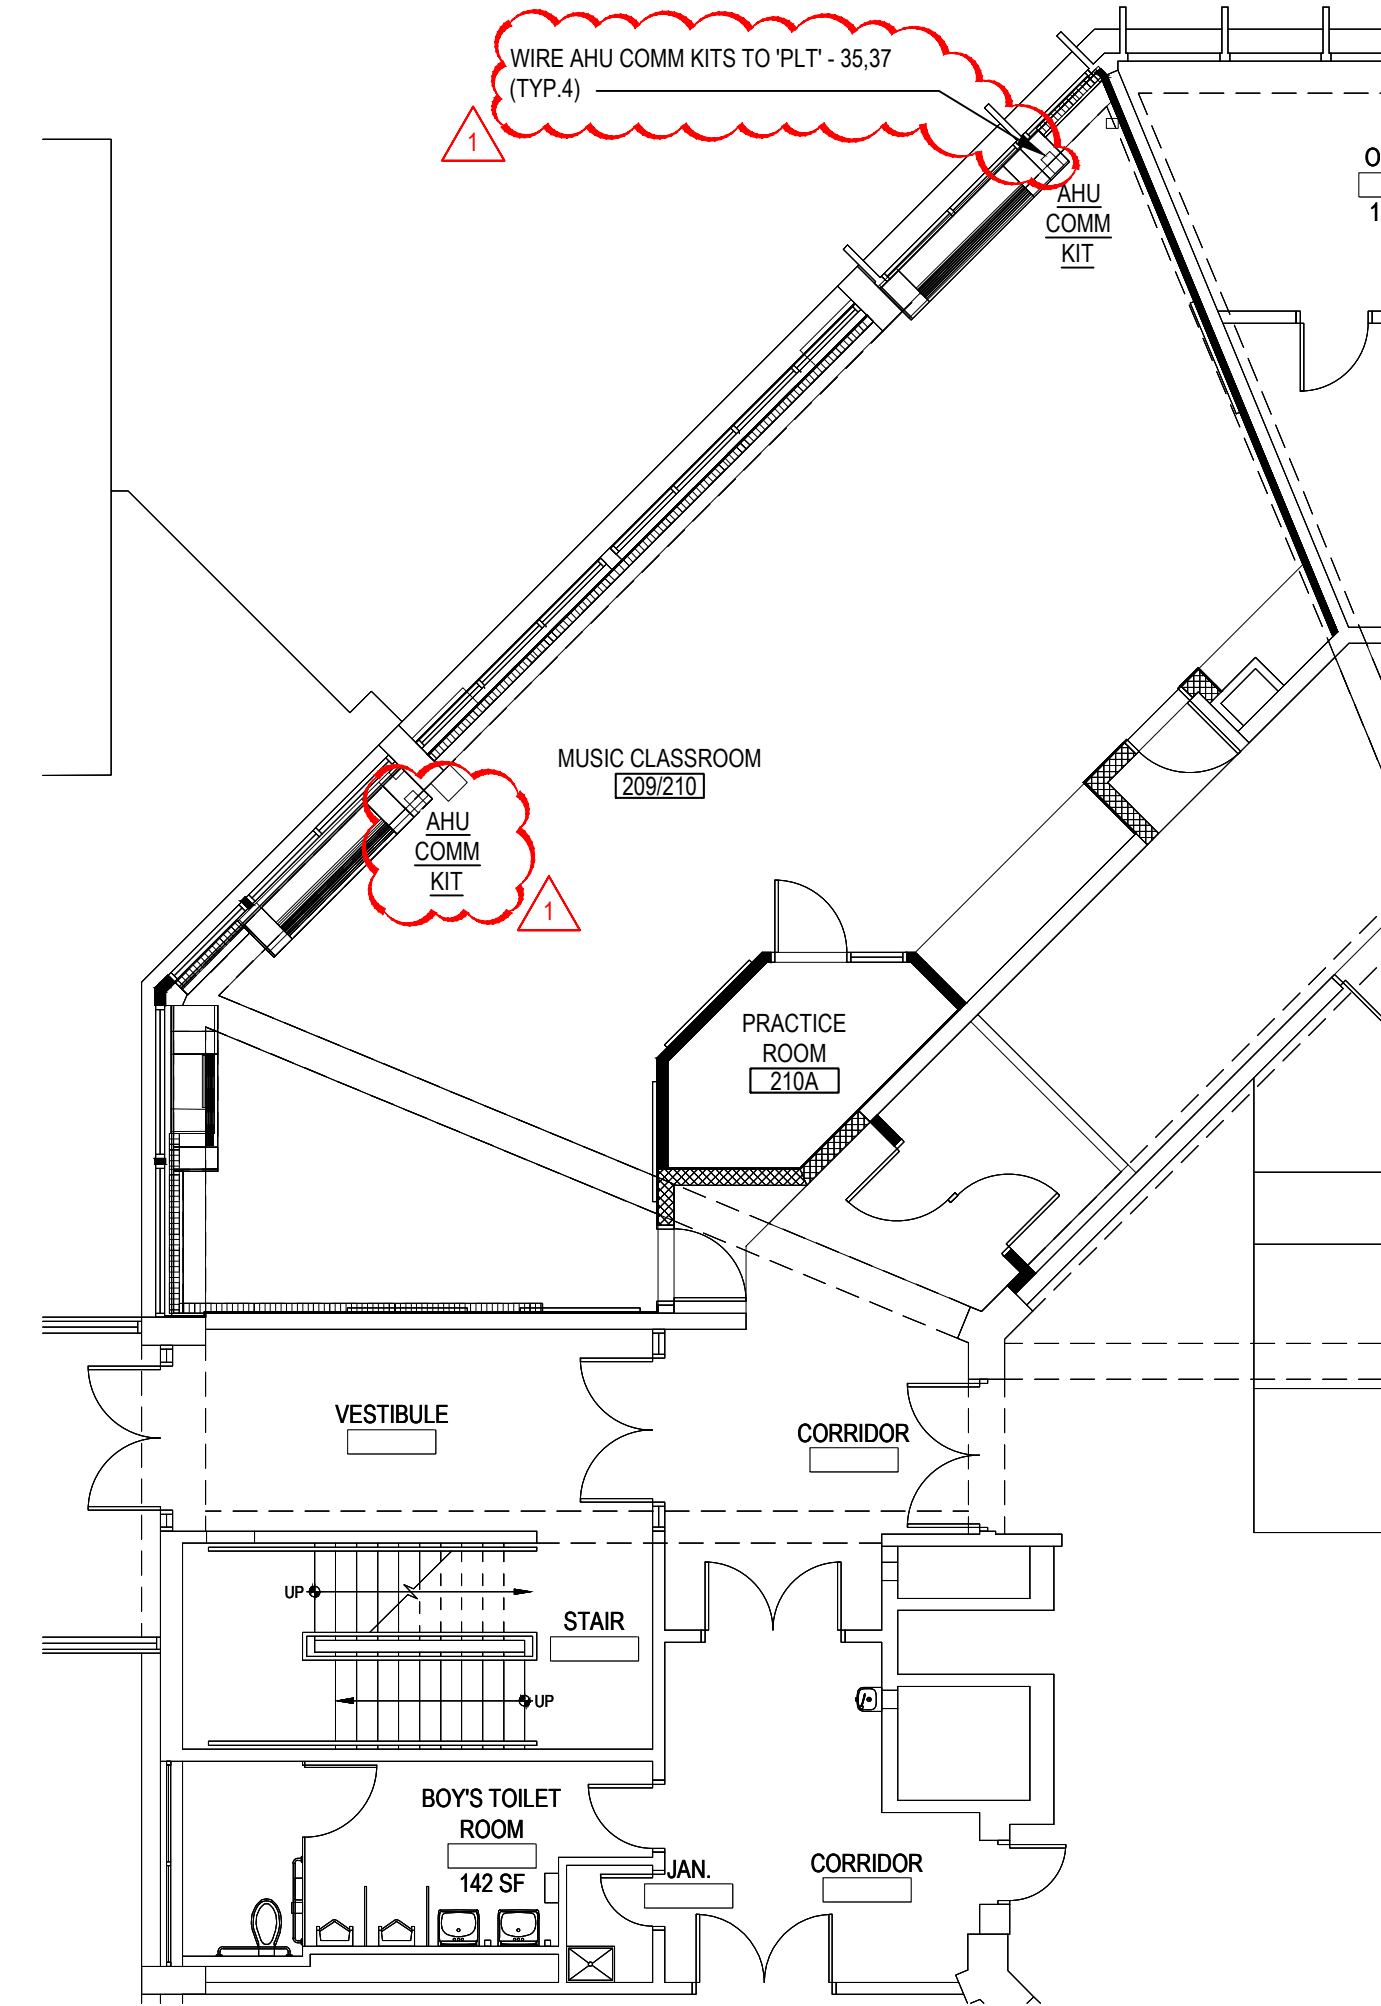 WIRE AHU COMM KITS TO 'PLT' - 35,37
(TYP.4)
1
AHU
COMM
KIT
O
1
MUSIC CLASSROOM
209/210
AHU
COMM
KIT
1
PRACTICE
ROOM
210A
VESTIBULE
CORRIDOR
UP
STAIR
UP
BOY'S TOILET
ROOM
142 SF
JAN.
CORRIDOR